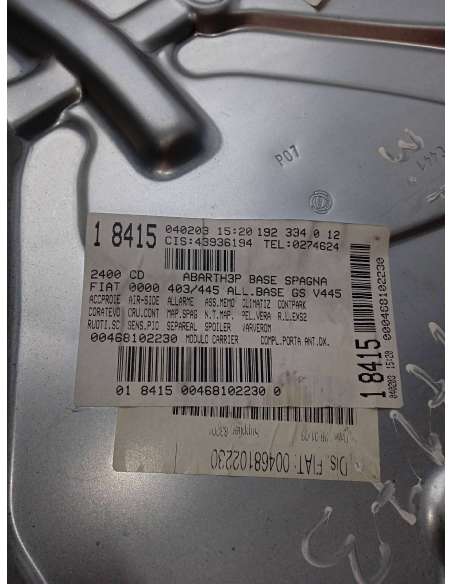 P07
1 8415 040203 15:20 192 334 0 12
CIS:43936194 TEL:0274624
2400 CD ABARTH3P BASE SPAGNA
FIAT 0000 403/445 ALL.BASE GS V445
ACCPROIE AIR-SIDE ALLARME ASS.MEMO CLIMATIZ CONTPARK
CORATEVO CRU.CONT MAP.SPAG N.T.MAP. PEL.VERA R.L.EXS2
RUOTI.SC SENS.PIO SEPAREAL SPOILER VARVEROM
00468102230 MODULO CARRIER COMPL.PORTA ANT.DX.
01 8415 00468102230 0
1 8415 040203 15:20 0000468102230
Dis. FIAT: 00468102230